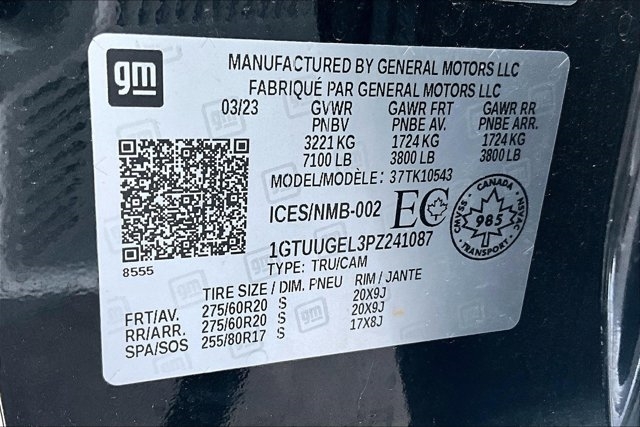 gm
MANUFACTURED BY GENERAL MOTORS LLC
FABRIQUÉ PAR GENERAL MOTORS LLC
03/23 GVWR GAWR FRT GAWR RR
PNBV PNBE AV. PNBE ARR.
3221 KG 1724 KG 1724 KG
7100 LB 3800 LB 3800 LB
MODEL/MODÈLE: 37TK10543
ICES/NMB-002 EC
CANADA
CMVSS NSVAC
985
TRANSPORT
1GTUUGEL3PZ241087
8555
TYPE: TRU/CAM
TIRE SIZE / DIM. PNEU RIM / JANTE
FRT/AV. 275/60R20 S 20X9J
RR/ARR. 275/60R20 S 20X9J
SPA/SOS 255/80R17 S 17X8J
gm